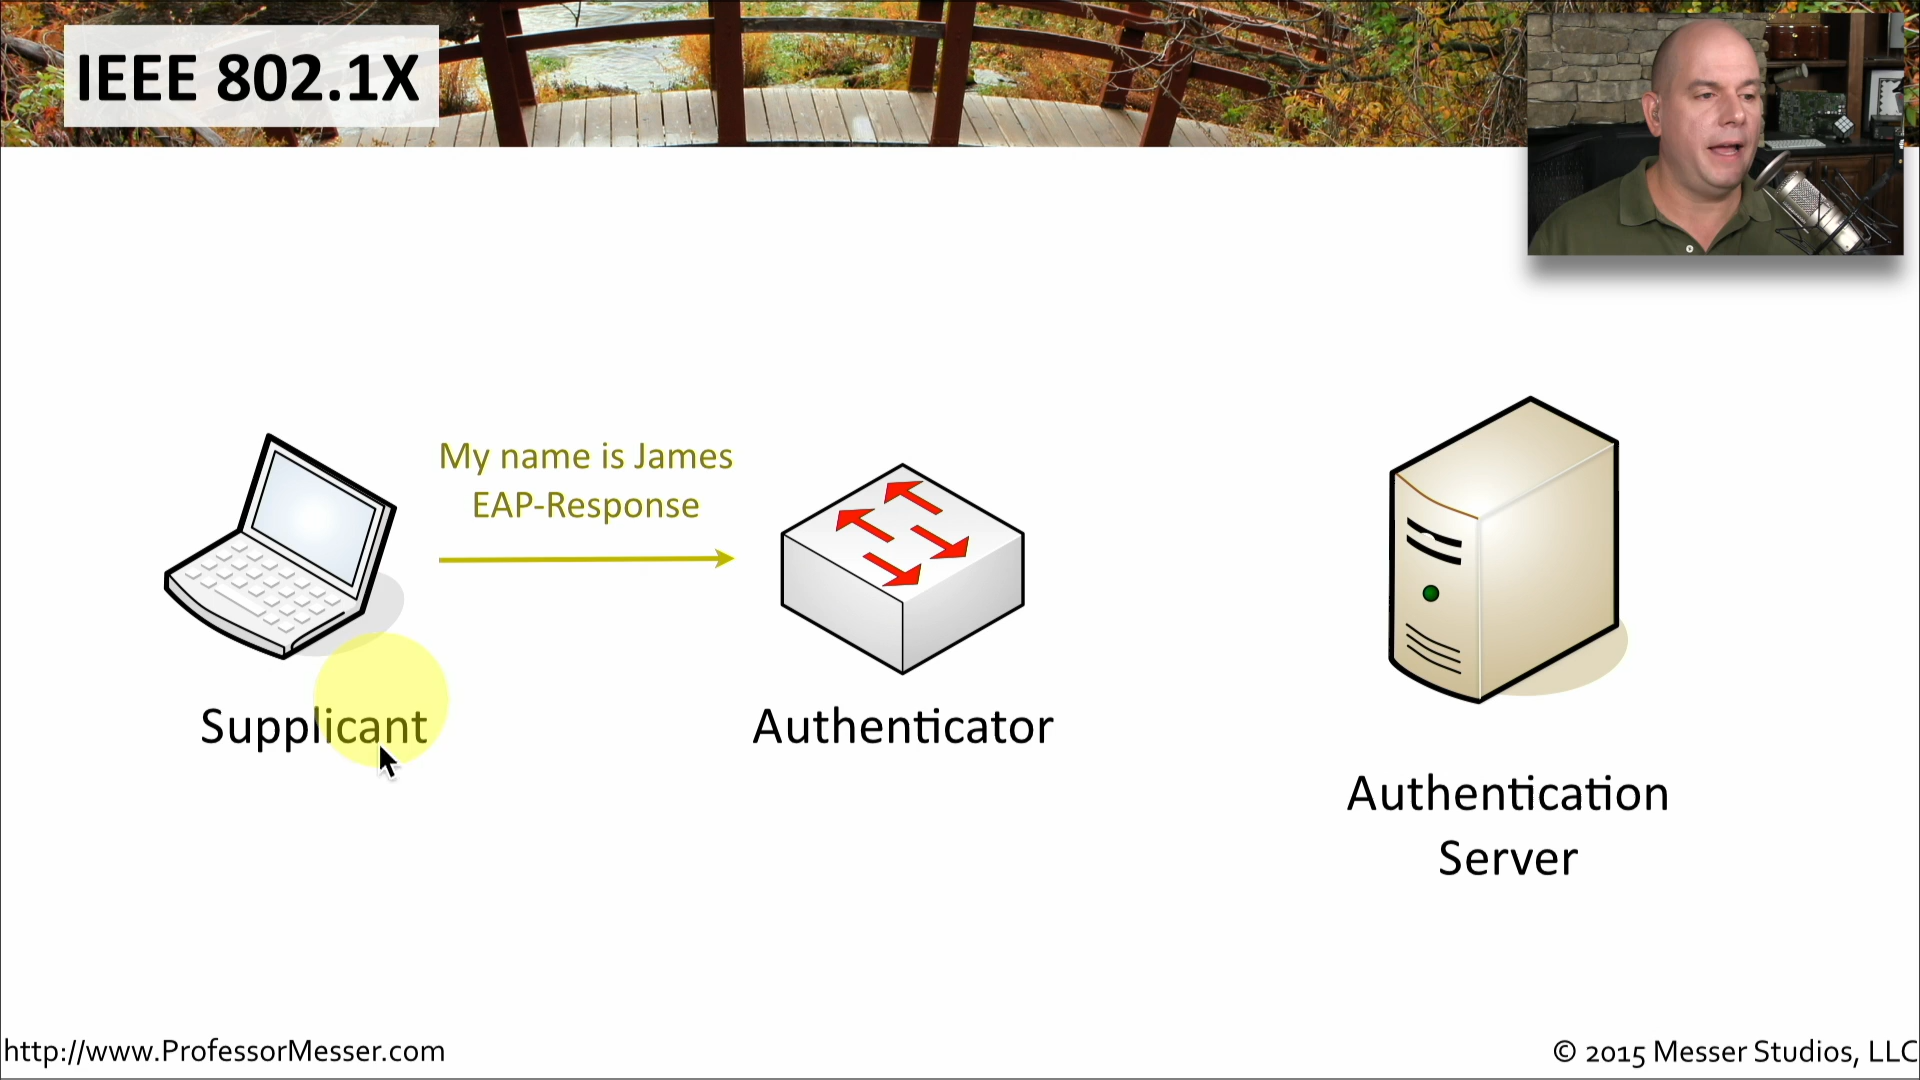 IEEE 802.1X
My name is James
EAP-Response
Supplicant
Authenticator
Authentication
Server
http://www.ProfessorMesser.com
© 2015 Messer Studios, LLC